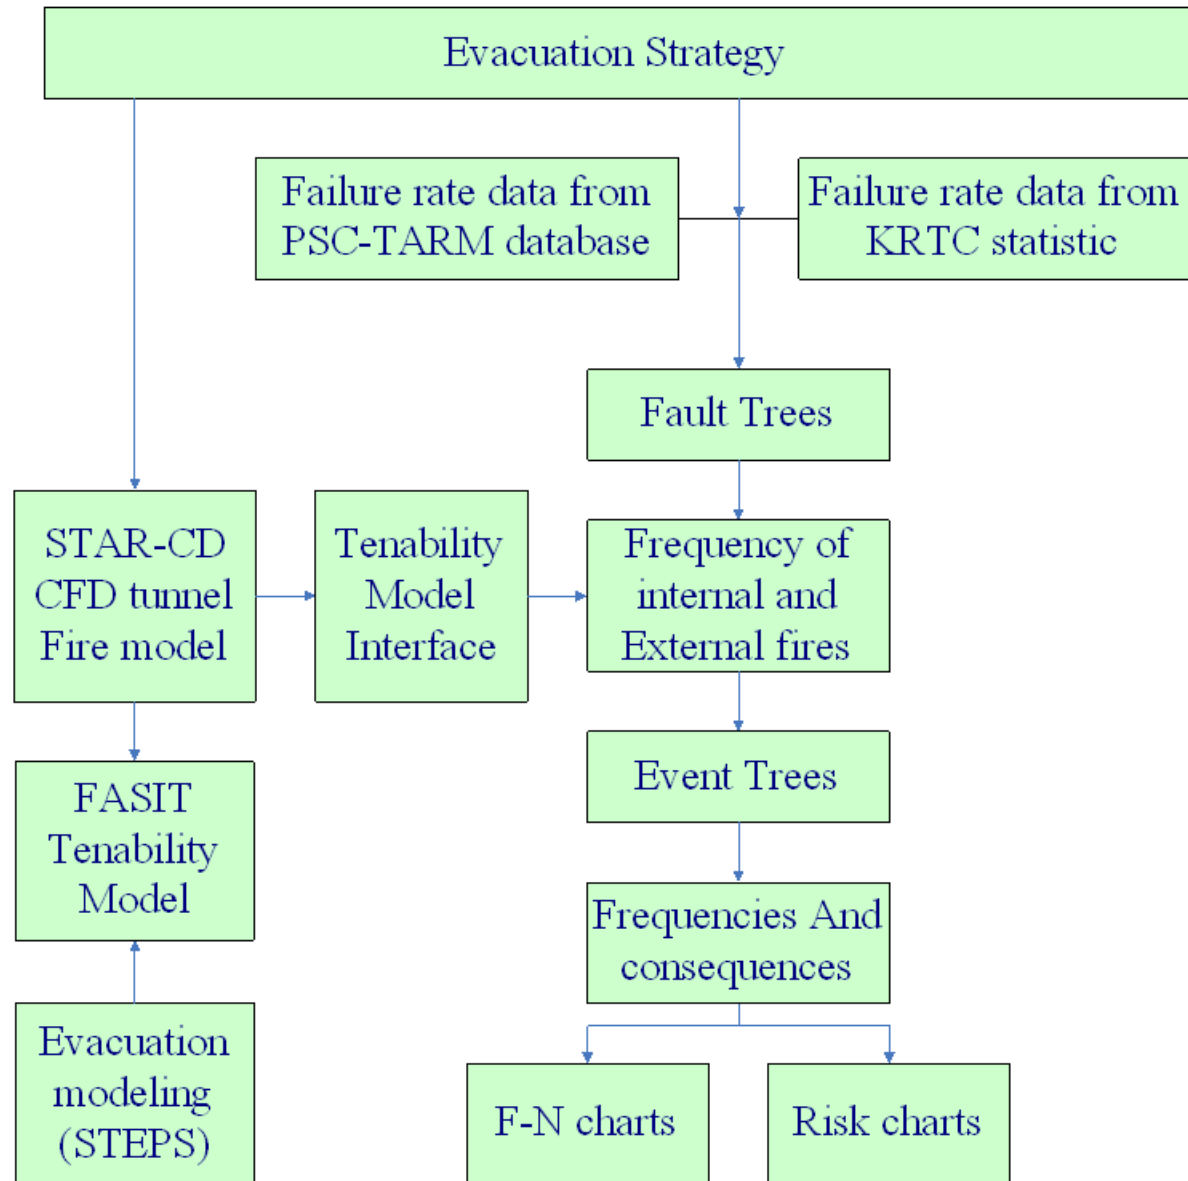 Evacuation Strategy
Failure rate data from
PSC-TARM database
Failure rate data from
KRTC statistic
Fault Trees
STAR-CD
CFD tunnel
Fire model
Tenability
Model
Interface
Frequency of
internal and
External fires
FASIT
Tenability
Model
Event Trees
Frequencies And
consequences
Evacuation
modeling
(STEPS)
F-N charts
Risk charts